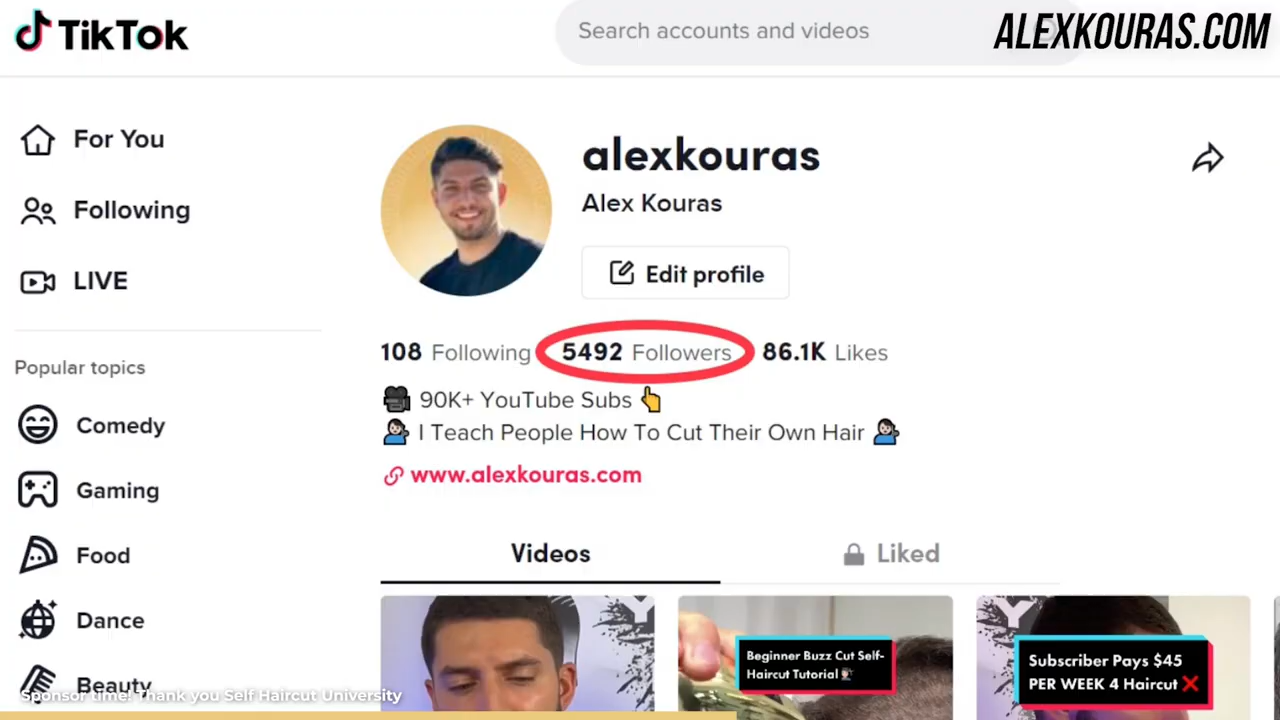 TikTok
Search accounts and videos
ALEXKOURAS.COM
For You
Following
LIVE
Popular topics
Comedy
Gaming
Food
Dance
Beauty
alexkouras
Alex Kouras
Edit profile
108 Following 5492 Followers 86.1K Likes
90K+ YouTube Subs
I Teach People How To Cut Their Own Hair
www.alexkouras.com
Videos Liked
Beginner Buzz Cut Self-
Haircut Tutorial
Subscriber Pays $45
PER WEEK 4 Haircut
Sponsor time! Thank you Self Haircut University